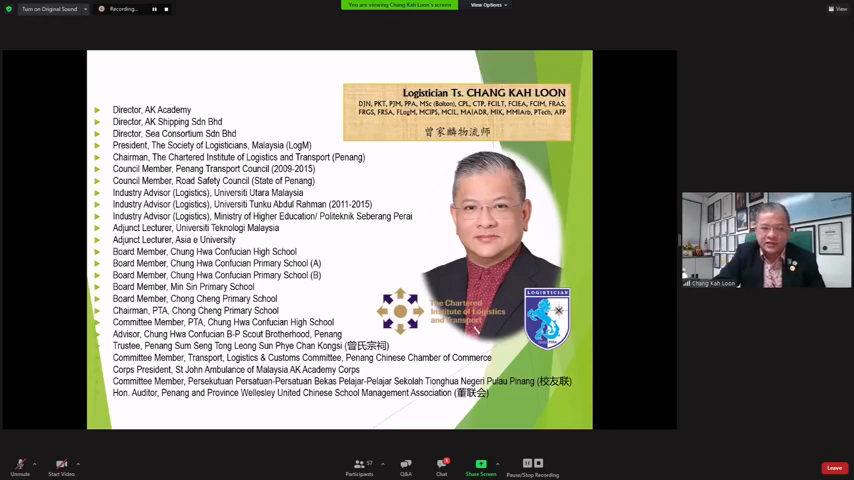 Turn on Original Sound
Recording...
You are viewing Chang Kah Loon's screen
View Options
View
Logistician Ts. CHANG KAH LOON
DJN, PKT, PJM, PPA, MSc (Bolton), CPL, CTP, FCILT, FCIEA, FCIM, FRAS,
FRGS, FRSA, FLogM, MCIPS, MCIL, MAIADR, MIK, MMIArb, PTech, AFP
曾家麟物流师
Director, AK Academy
Director, AK Shipping Sdn Bhd
Director, Sea Consortium Sdn Bhd
President, The Society of Logisticians, Malaysia (LogM)
Chairman, The Chartered Institute of Logistics and Transport (Penang)
Council Member, Penang Transport Council (2009-2015)
Council Member, Road Safety Council (State of Penang)
Industry Advisor (Logistics), Universiti Utara Malaysia
Industry Advisor (Logistics), Universiti Tunku Abdul Rahman (2011-2015)
Industry Advisor (Logistics), Ministry of Higher Education/ Politeknik Seberang Perai
Adjunct Lecturer, Universiti Teknologi Malaysia
Adjunct Lecturer, Asia e University
Board Member, Chung Hwa Confucian High School
Board Member, Chung Hwa Confucian Primary School (A)
Board Member, Chung Hwa Confucian Primary School (B)
Board Member, Min Sin Primary School
Board Member, Chong Cheng Primary School
Chairman, PTA, Chong Cheng Primary School
Committee Member, PTA, Chung Hwa Confucian High School
Advisor, Chung Hwa Confucian B-P Scout Brotherhood, Penang
Trustee, Penang Sum Seng Tong Leong Sun Phye Chan Kongsi (曾氏宗祠)
Committee Member, Transport, Logistics & Customs Committee, Penang Chinese Chamber of Commerce
Corps President, St John Ambulance of Malaysia AK Academy Corps
Committee Member, Persekutuan Persatuan-Persatuan Bekas Pelajar-Pelajar Sekolah Tionghua Negeri Pulau Pinang (校友联)
Hon. Auditor, Penang and Province Wellesley United Chinese School Management Association (董联会)
The Chartered
Institute of Logistics
and Transport
LOGISTICIAN
Chang Kah Loon
Unmute
Start Video
Participants
57
Q&A
Chat
Share Screen
Pause/Stop Recording
Leave